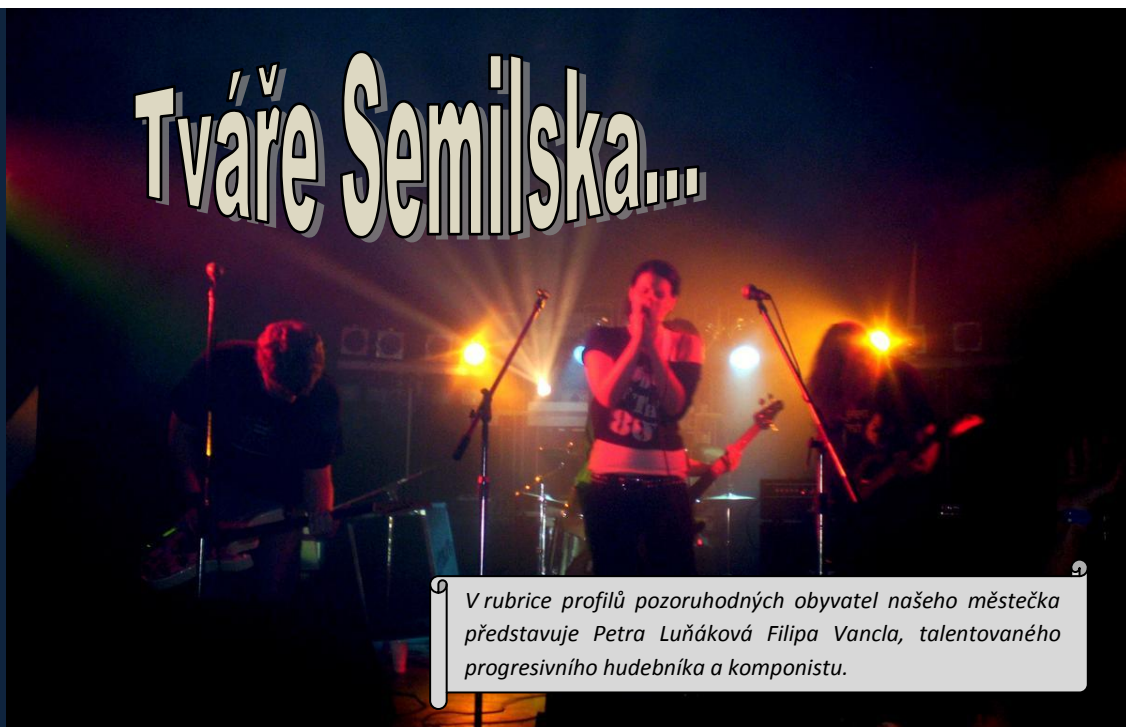 Tváře Semilska...
V rubrice profilů pozoruhodných obyvatel našeho městečka
představuje Petra Luňáková Filipa Vancla, talentovaného
progresivního hudebníka a komponistu.